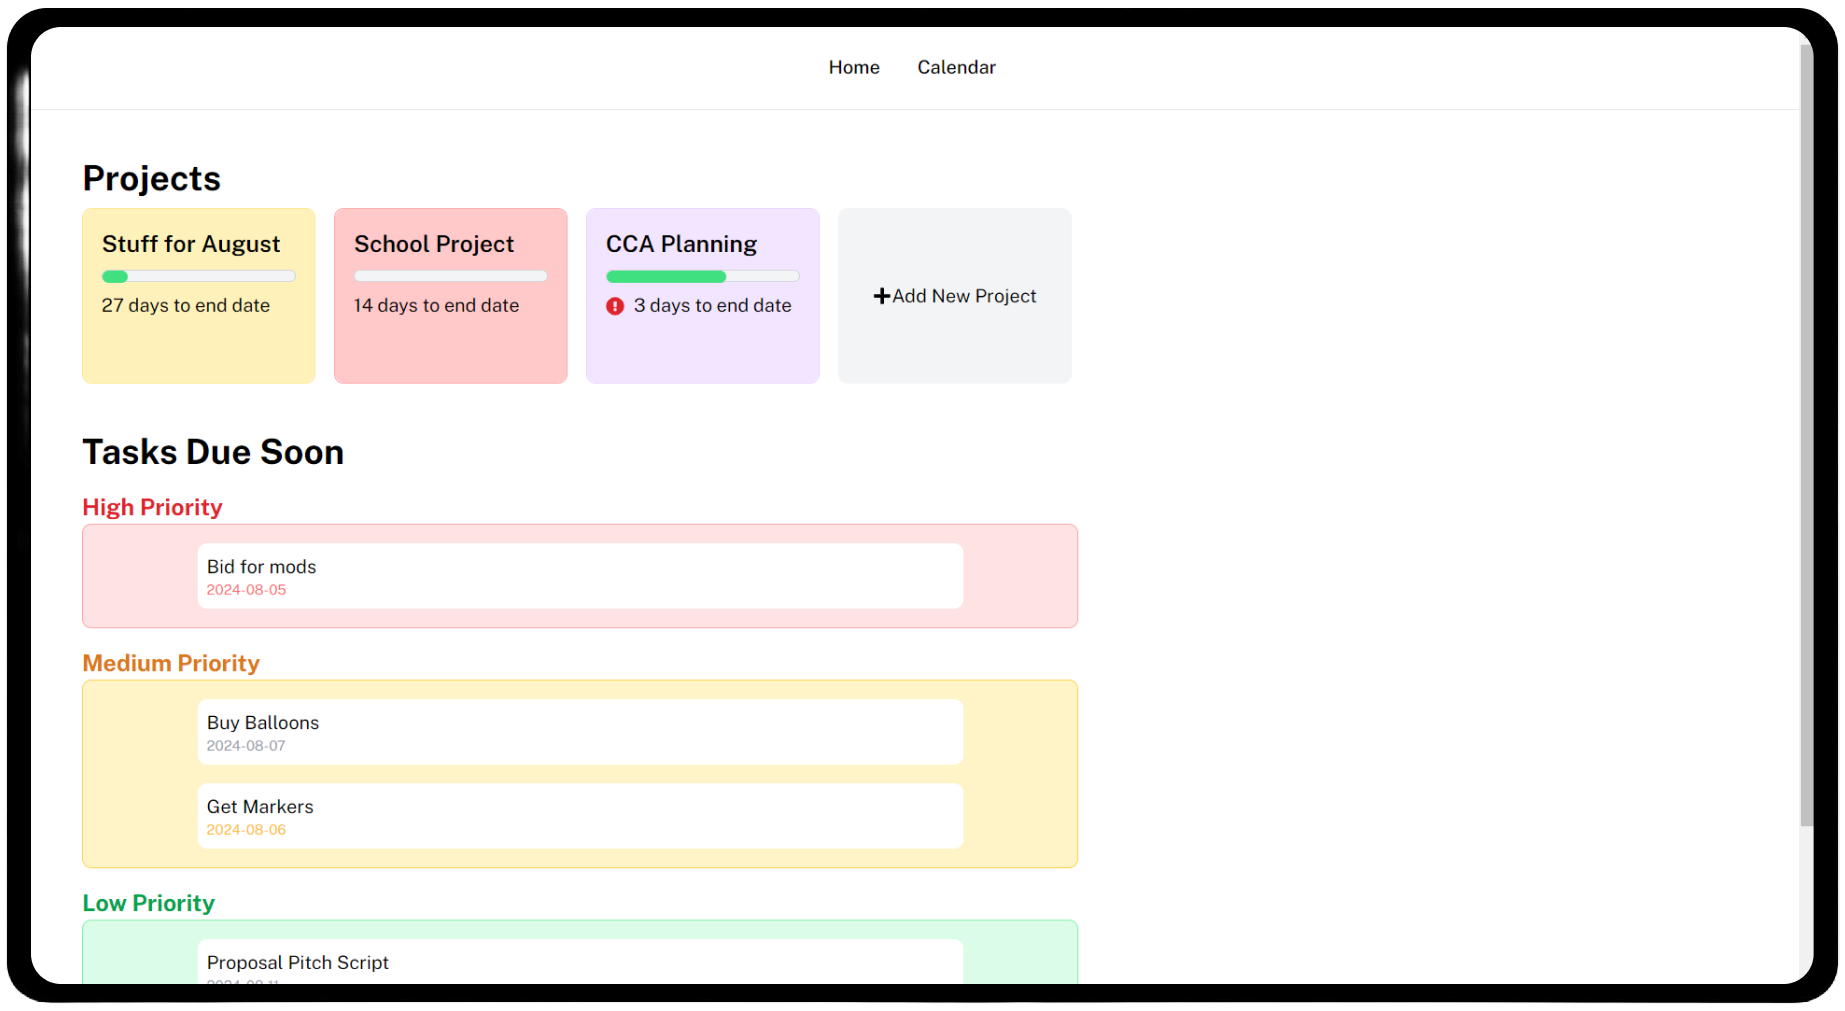 Home Calendar
Projects
Stuff for August
27 days to end date
School Project
14 days to end date
CCA Planning
3 days to end date
Add New Project
Tasks Due Soon
High Priority
Bid for mods
2024-08-05
Medium Priority
Buy Balloons
2024-08-07
Get Markers
2024-08-06
Low Priority
Proposal Pitch Script